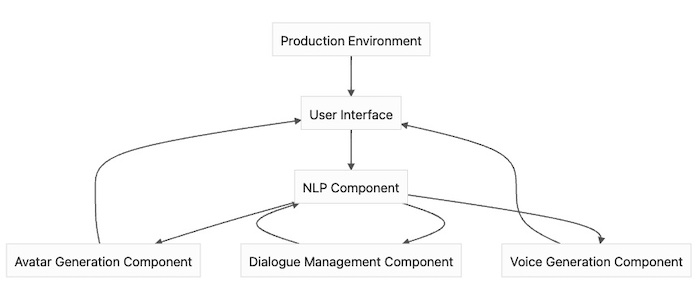 Production Environment
User Interface
NLP Component
Avatar Generation Component
Dialogue Management Component
Voice Generation Component